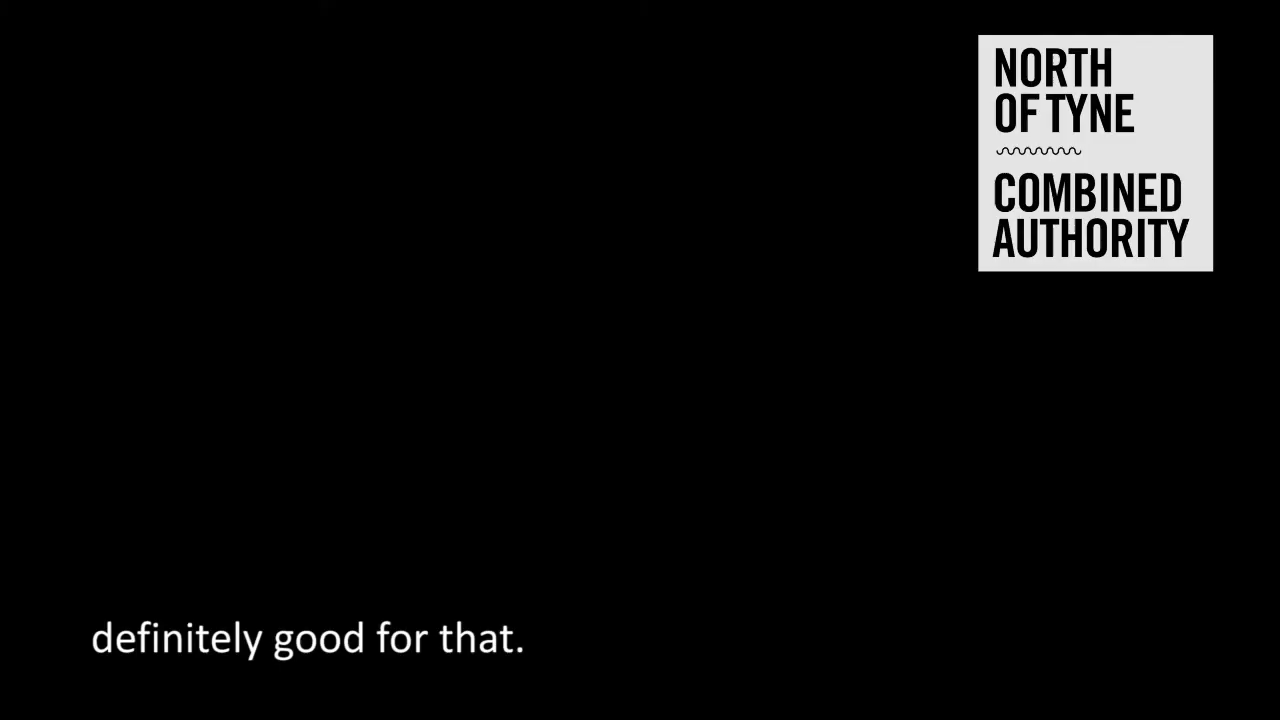 NORTH
OF TYNE
COMBINED
AUTHORITY
definitely good for that.